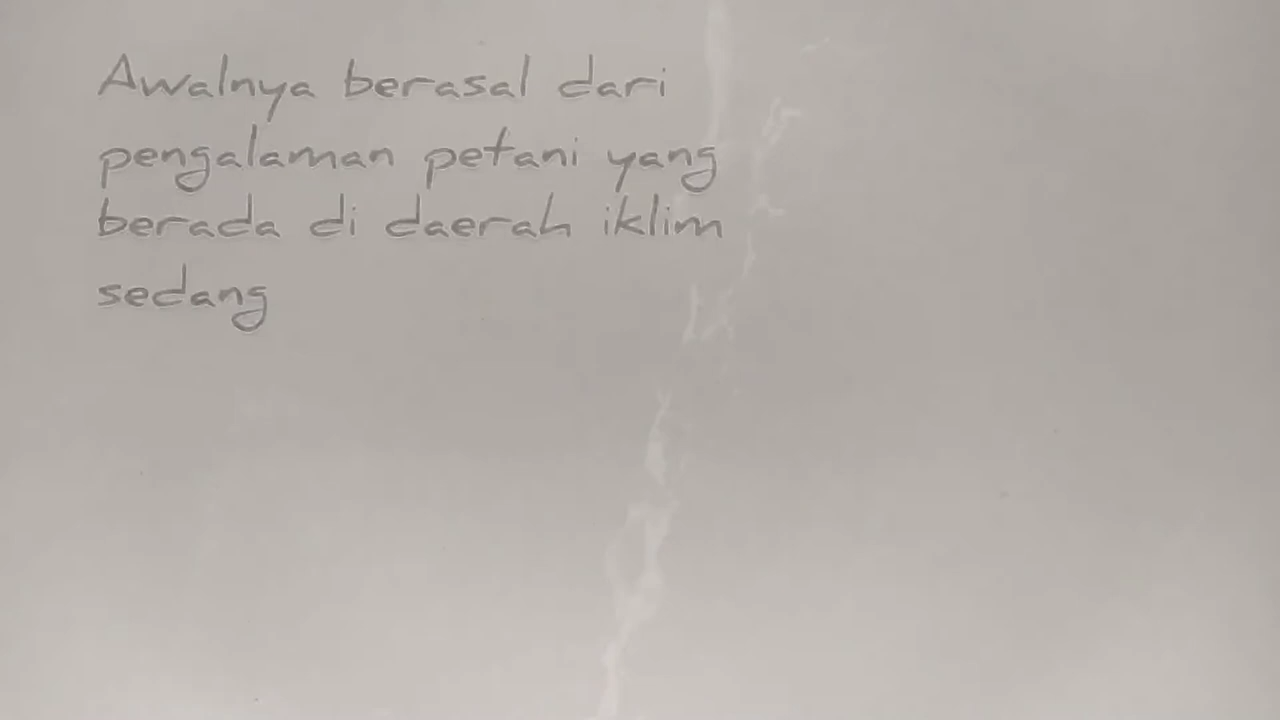 Awalnya berasal dari
pengalaman petani yang
berada di daerah iklim
sedang